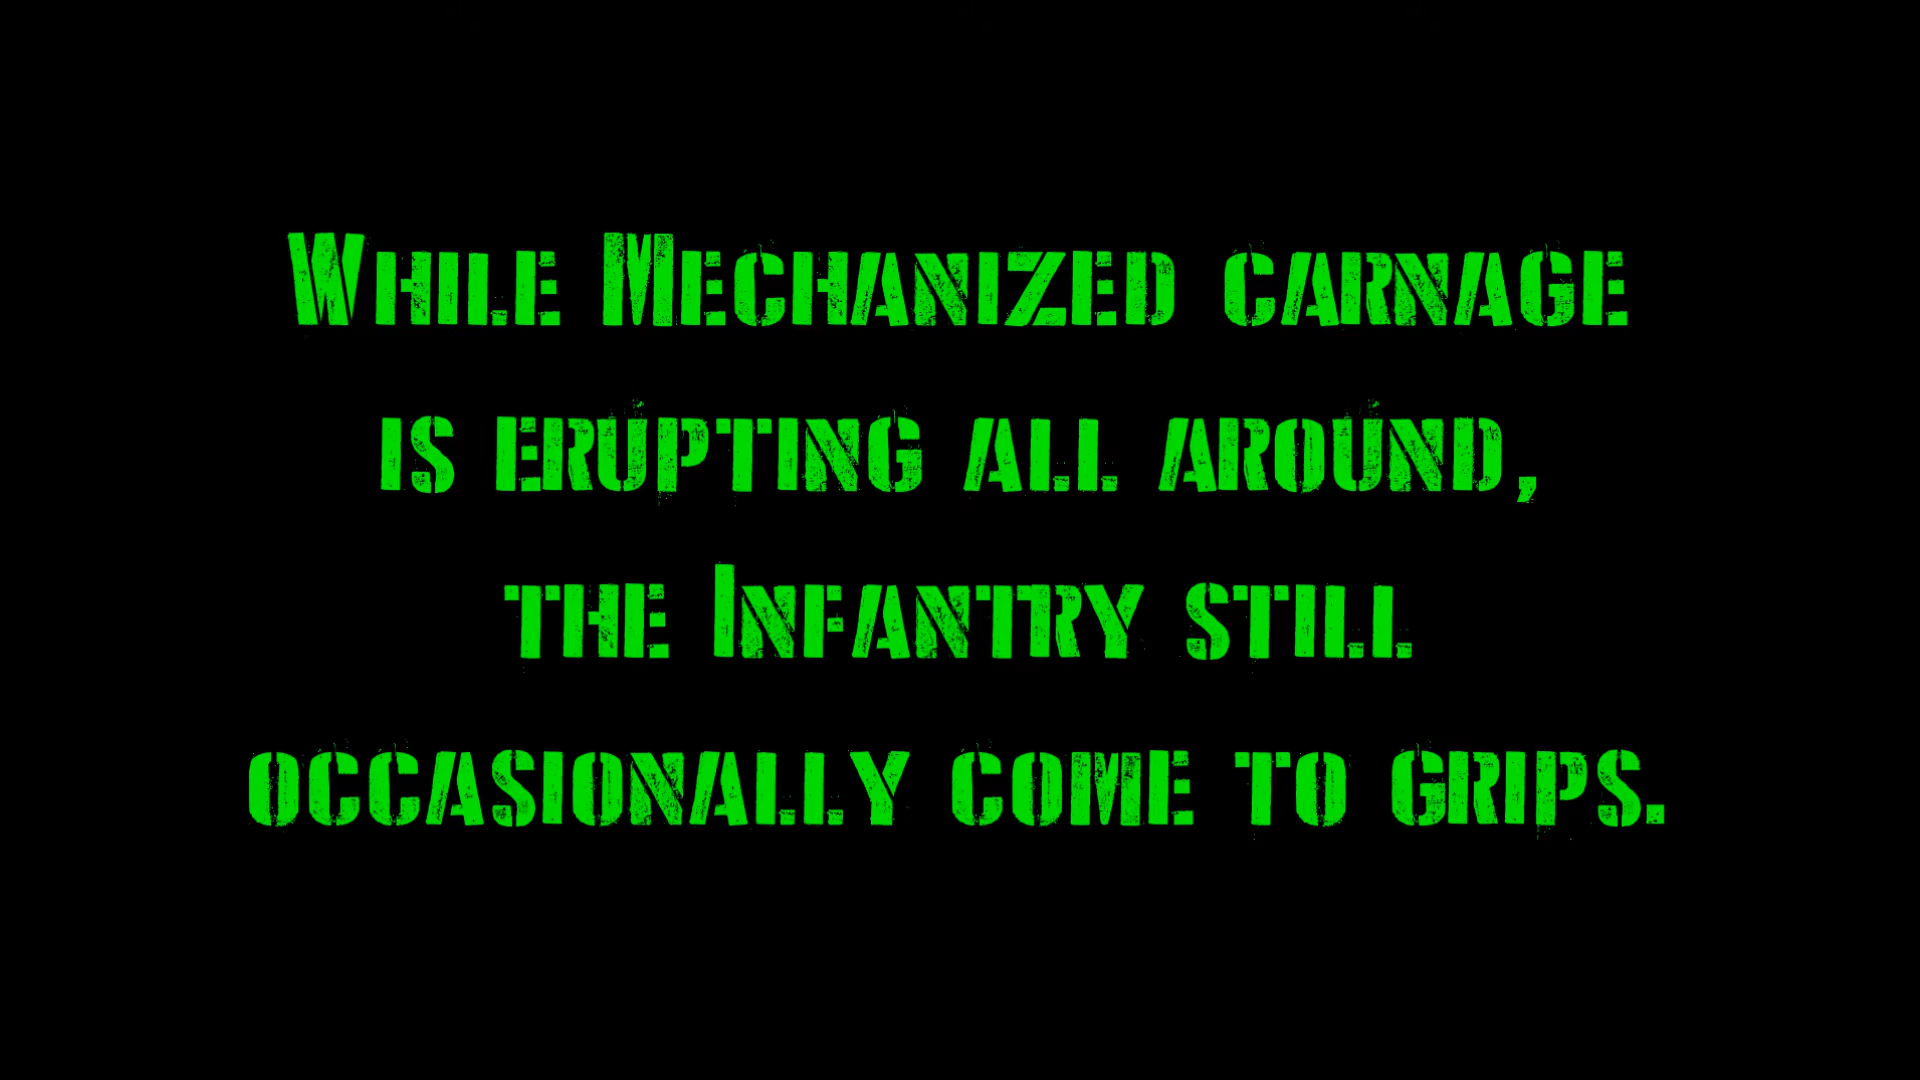 While Mechanized carnage
is erupting all around,
the Infantry still
occasionally come to grips.